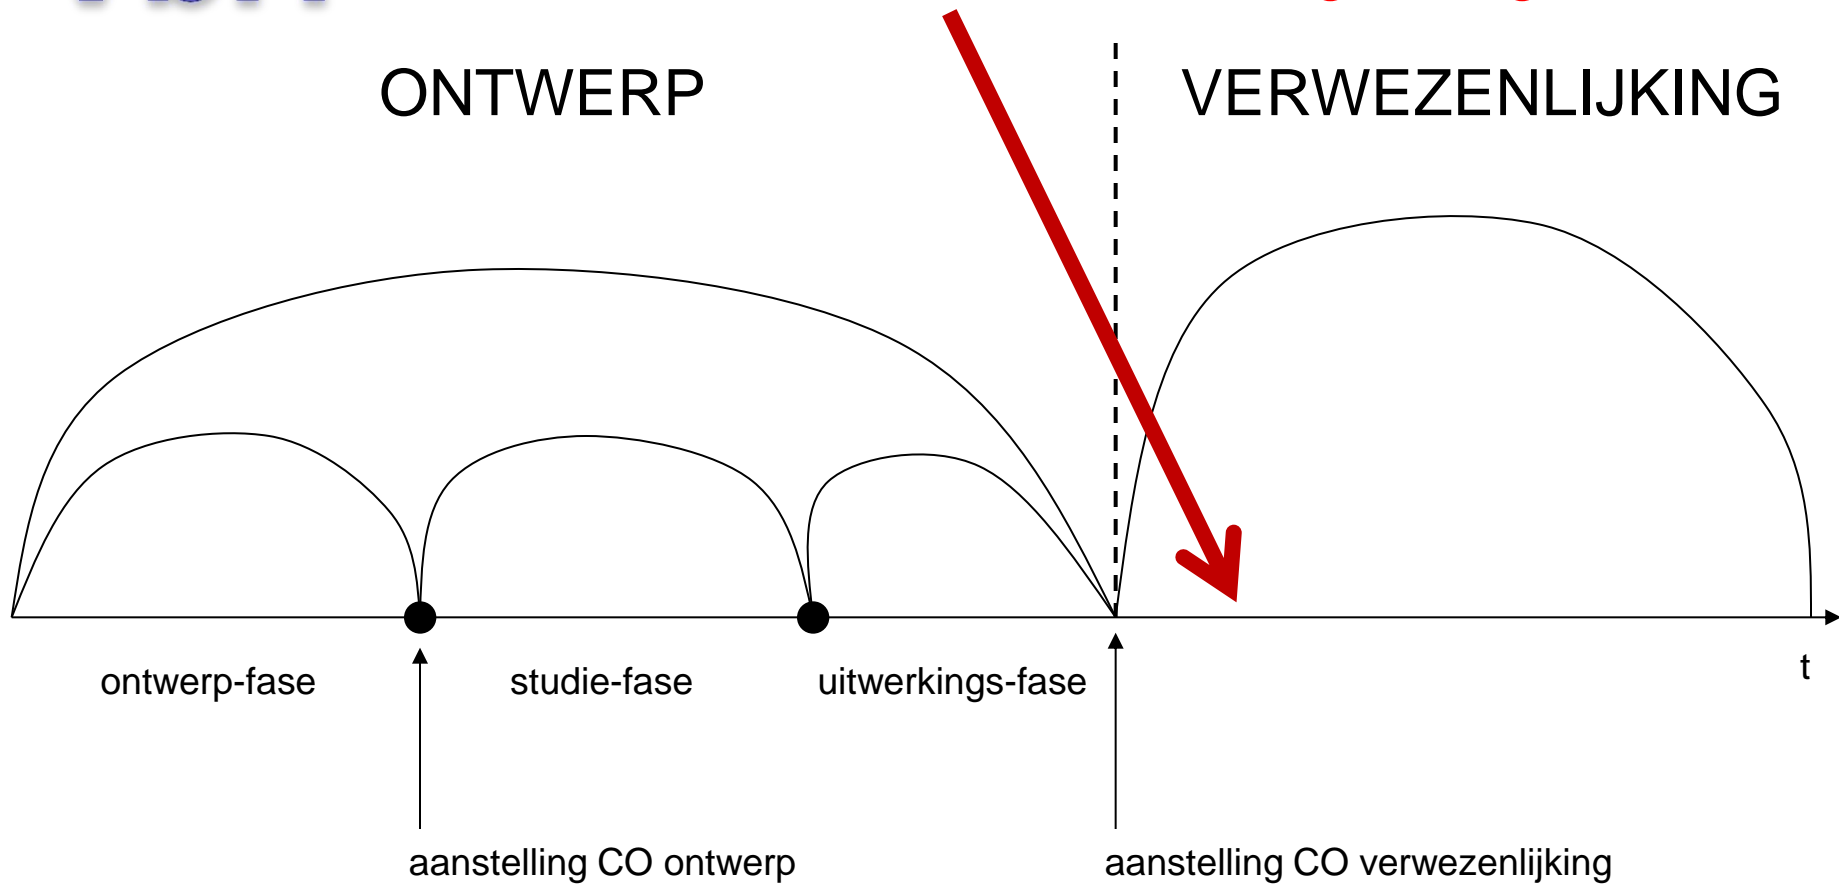 ONTWERP
VERWEZENLIJKING
t
ontwerp-fase
studie-fase
uitwerkings-fase
aanstelling CO ontwerp
aanstelling CO verwezenlijking